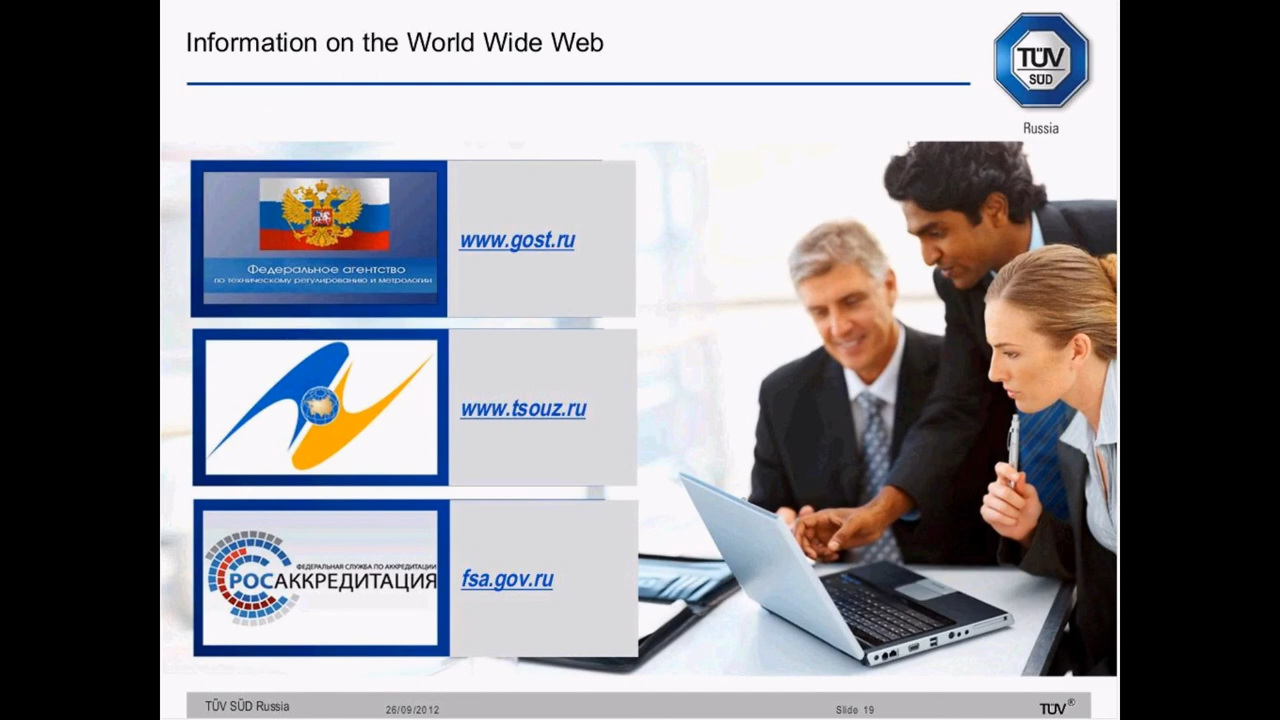 Information on the World Wide Web
TÜV
SÜD
Russia
Федеральное агентство
по техническому регулированию и метрологии
www.gost.ru
www.tsouz.ru
ФЕДЕРАЛЬНАЯ СЛУЖБА ПО АККРЕДИТАЦИИ
РОСАККРЕДИТАЦИЯ
fsa.gov.ru
TÜV SÜD Russia
26/09/2012
Slide 19
TÜV®